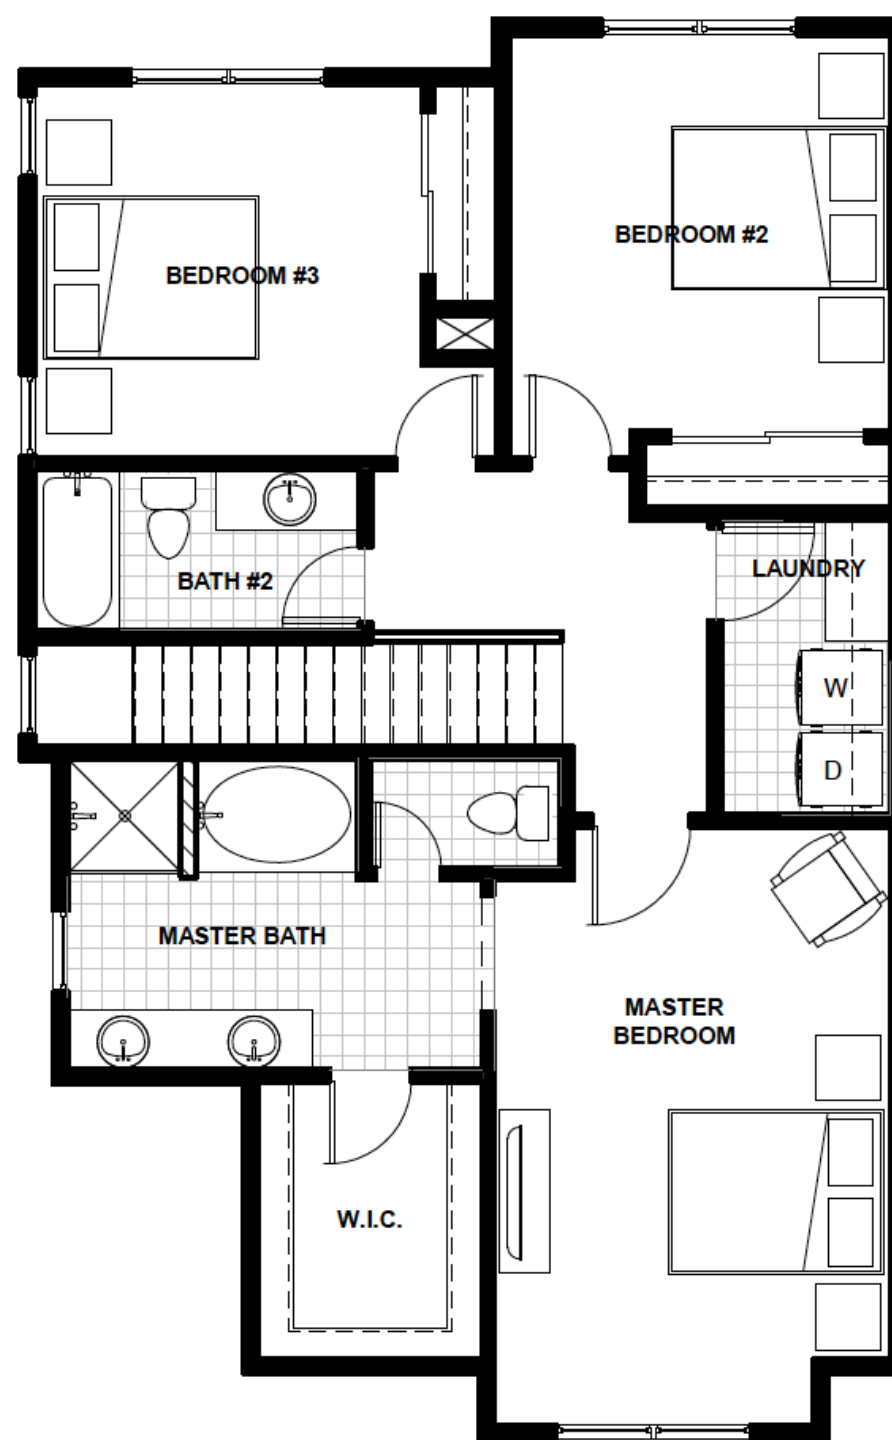 BEDROOM #2
BEDROOM #3
LAUNDRY
BATH #2
W
D
MASTER BATH
MASTER
BEDROOM
W.I.C.